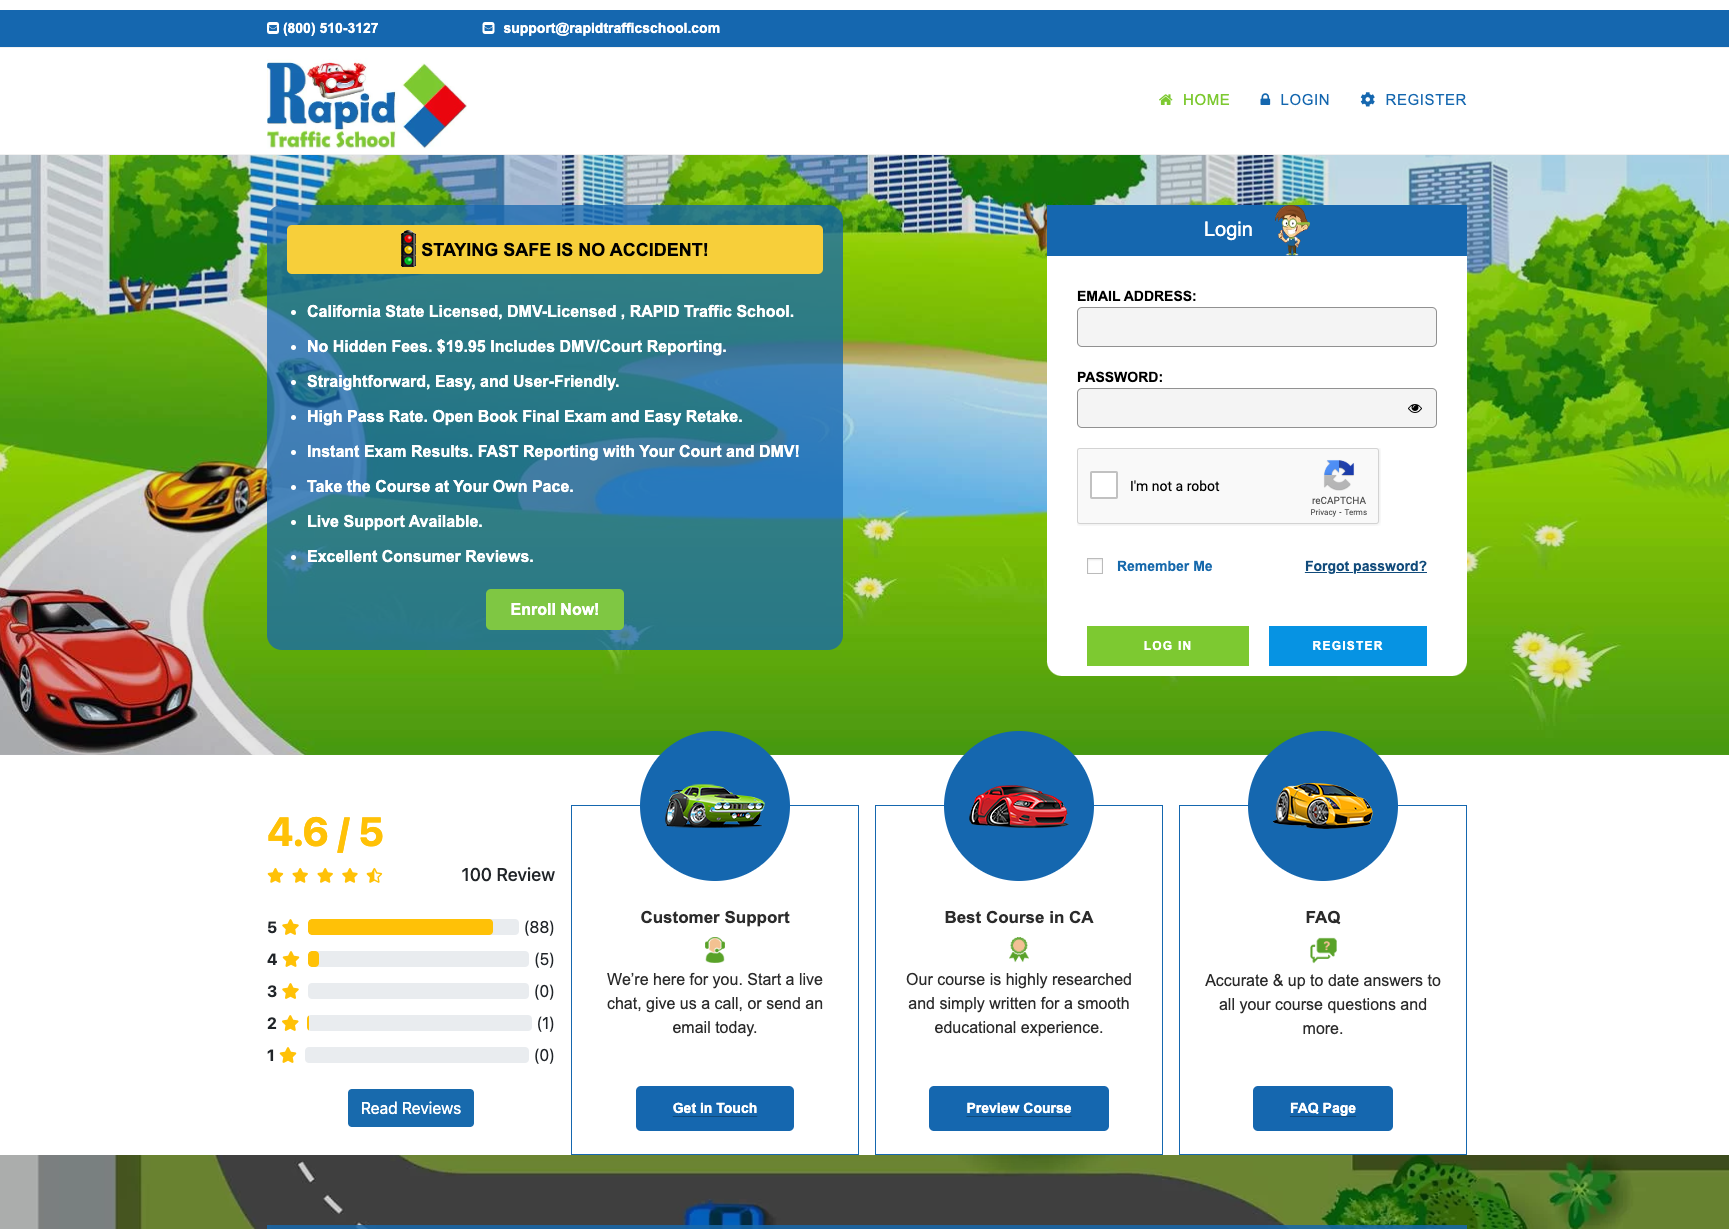 (800) 510-3127
support@rapidtrafficschool.com
Rapid
Traffic School
HOME
LOGIN
REGISTER
STAYING SAFE IS NO ACCIDENT!
California State Licensed, DMV-Licensed , RAPID Traffic School.
No Hidden Fees. $19.95 Includes DMV/Court Reporting.
Straightforward, Easy, and User-Friendly.
High Pass Rate. Open Book Final Exam and Easy Retake.
Instant Exam Results. FAST Reporting with Your Court and DMV!
Take the Course at Your Own Pace.
Live Support Available.
Excellent Consumer Reviews.
Enroll Now!
Login
EMAIL ADDRESS:
PASSWORD:
I'm not a robot
reCAPTCHA
Privacy - Terms
Remember Me
Forgot password?
LOG IN
REGISTER
4.6 / 5
100 Review
5 (88)
4 (5)
3 (0)
2 (1)
1 (0)
Read Reviews
Customer Support
We're here for you. Start a live
chat, give us a call, or send an
email today.
Get In Touch
Best Course in CA
Our course is highly researched
and simply written for a smooth
educational experience.
Preview Course
FAQ
?
Accurate & up to date answers to
all your course questions and
more.
FAQ Page